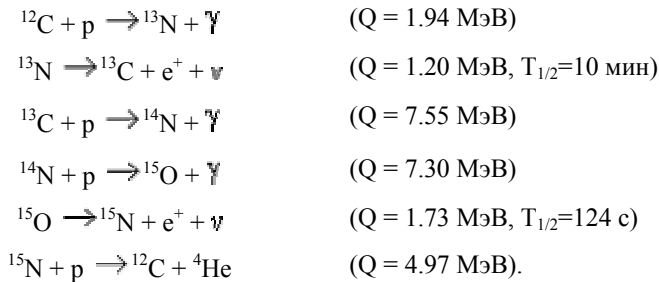 ¹²C + p → ¹³N + γ (Q = 1.94 МэВ)
¹³N → ¹³C + e⁺ + ν (Q = 1.20 МэВ, T₁/₂=10 мин)
¹³C + p → ¹⁴N + γ (Q = 7.55 МэВ)
¹⁴N + p → ¹⁵O + γ (Q = 7.30 МэВ)
¹⁵O → ¹⁵N + e⁺ + ν (Q = 1.73 МэВ, T₁/₂=124 с)
¹⁵N + p → ¹²C + ⁴He (Q = 4.97 МэВ).